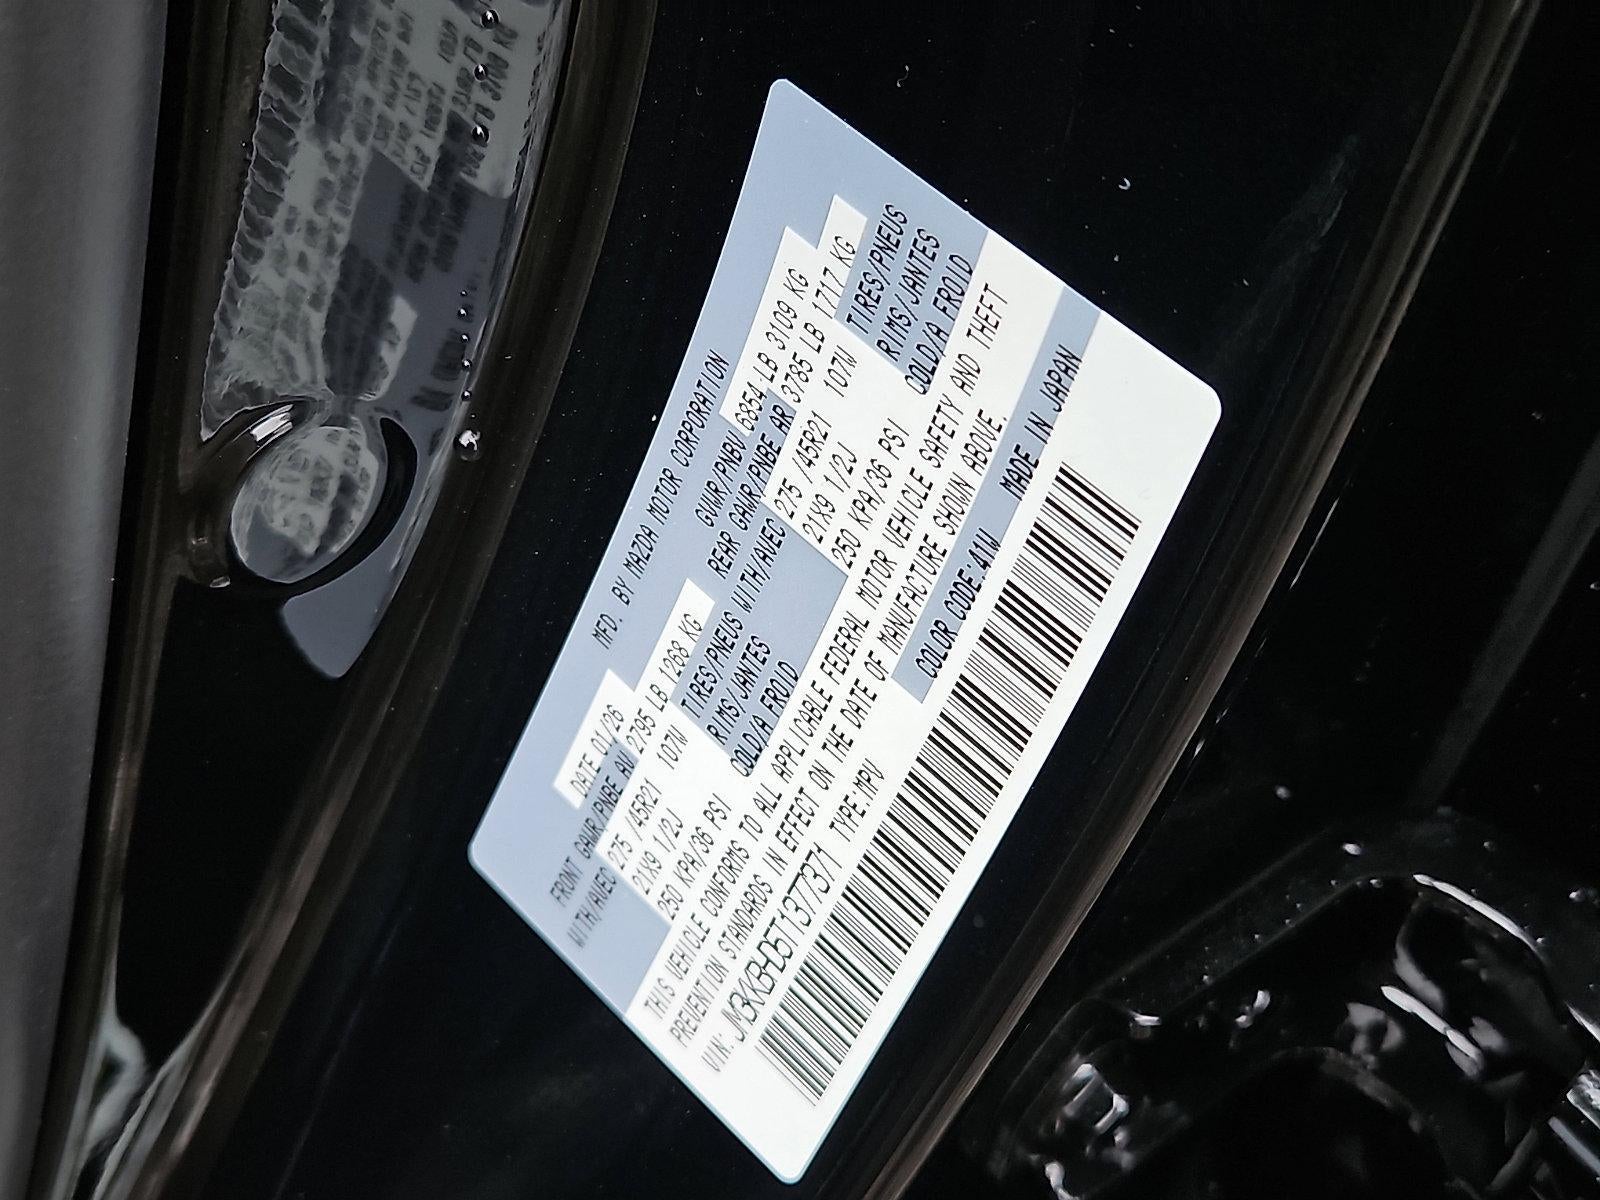 MFD. BY MAZDA MOTOR CORPORATION
DATE 01/26 GVWR/PNBV 6854 LB 3109 KG
FRONT GAWR/PNBE AV 2795 LB 1268 KG REAR GAWR/PNBE AR 3785 LB 1717 KG
WITH/AVEC 275 /45R21 107W TIRES/PNEUS WITH/AVEC 275 /45R21 107W TIRES/PNEUS
21X9 1/2J RIMS/JANTES 21X9 1/2J RIMS/JANTES
250 KPA/36 PSI COLD/A FROID 250 KPA/36 PSI COLD/A FROID
THIS VEHICLE CONFORMS TO ALL APPLICABLE FEDERAL MOTOR VEHICLE SAFETY AND THEFT
PREVENTION STANDARDS IN EFFECT ON THE DATE OF MANUFACTURE SHOWN ABOVE.
VIN: JM3KKBHD5T1377371 TYPE:MPV COLOR CODE:41W MADE IN JAPAN